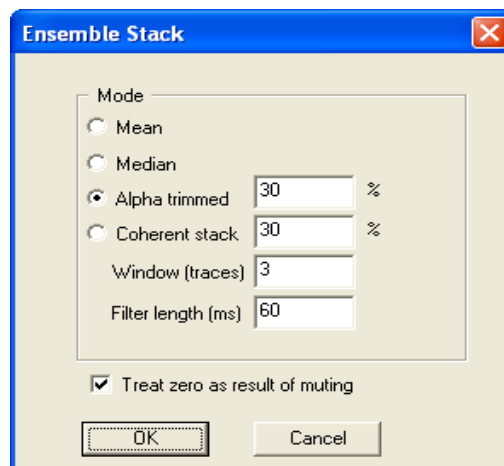 Ensemble Stack
Mode
Mean
Median
Alpha trimmed 30 %
Coherent stack 30 %
Window (traces) 3
Filter length (ms) 60
Treat zero as result of muting
OK Cancel